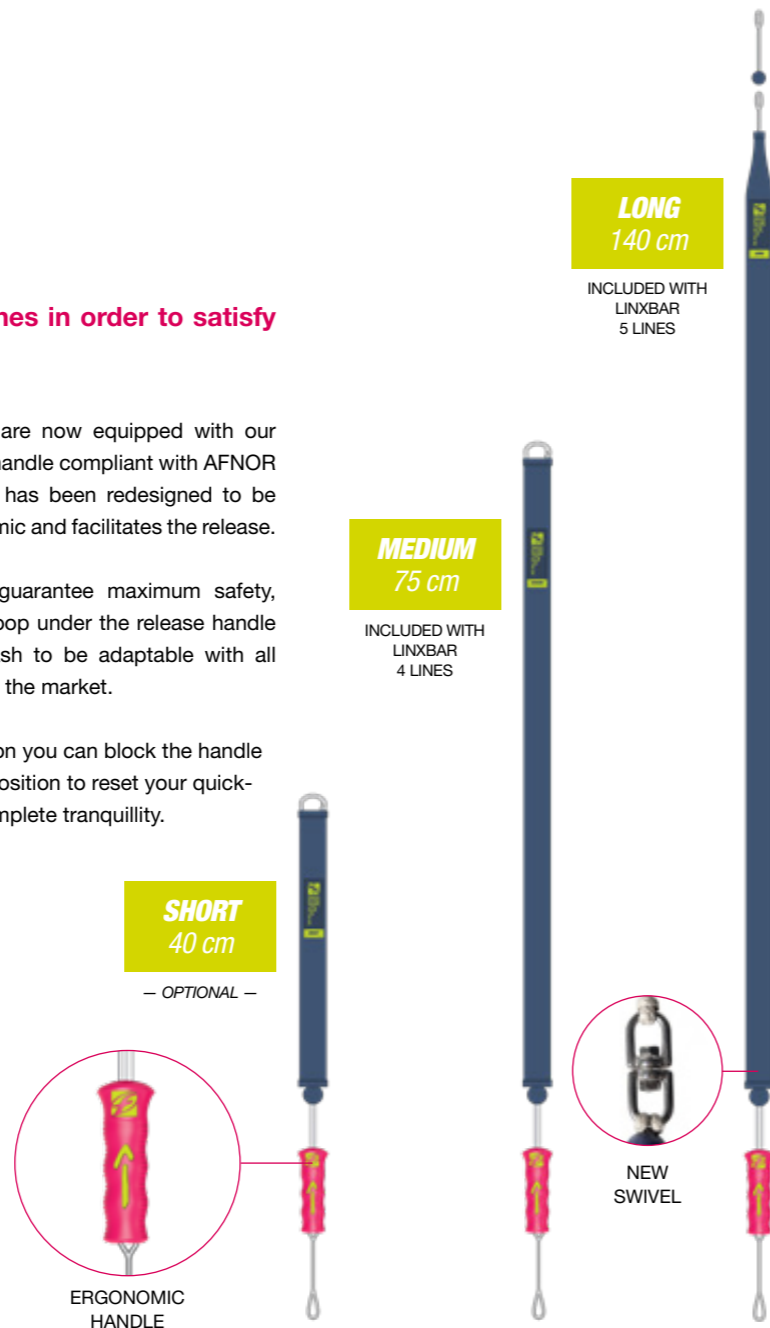 nes in order to satisfy
are now equipped with our
handle compliant with AFNOR
has been redesigned to be
mic and facilitates the release.
guarantee maximum safety,
oop under the release handle
sh to be adaptable with all
the market.
on you can block the handle
osition to reset your quick-
mplete tranquillity.
LONG
140 cm
INCLUDED WITH
LINXBAR
5 LINES
MEDIUM
75 cm
INCLUDED WITH
LINXBAR
4 LINES
SHORT
40 cm
— OPTIONAL —
ERGONOMIC
HANDLE
NEW
SWIVEL